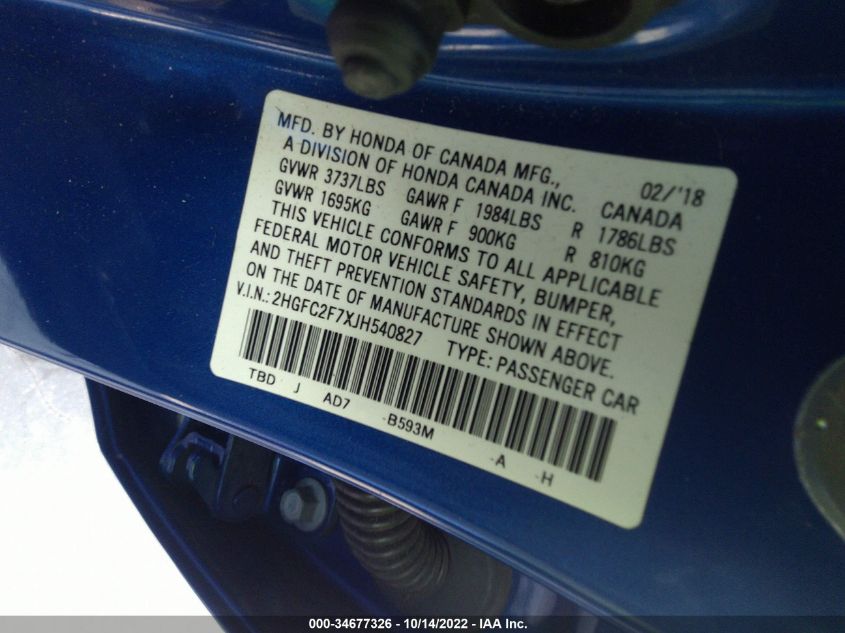 MFD. BY HONDA OF CANADA MFG., 02/'18
A DIVISION OF HONDA CANADA INC. CANADA
GVWR 3737LBS GAWR F 1984LBS R 1786LBS
GVWR 1695KG GAWR F 900KG R 810KG
THIS VEHICLE CONFORMS TO ALL APPLICABLE
FEDERAL MOTOR VEHICLE SAFETY, BUMPER,
AND THEFT PREVENTION STANDARDS IN EFFECT
ON THE DATE OF MANUFACTURE SHOWN ABOVE.
V.I.N.: 2HGFC2F7XJH540827 TYPE: PASSENGER CAR
TBD J AD7 -B593M -A -H
000-34677326 - 10/14/2022 - IAA Inc.